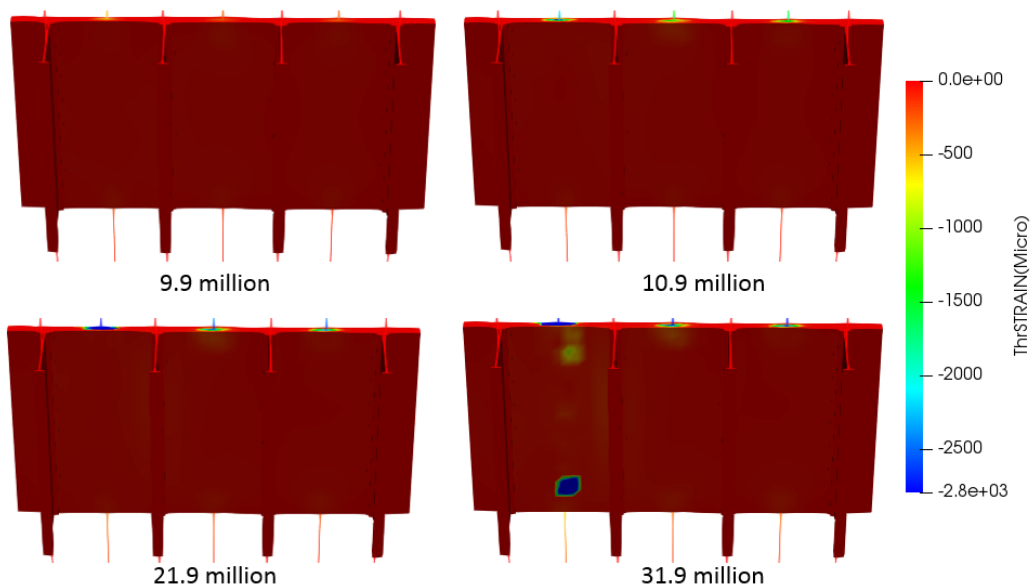 9.9 million
10.9 million
21.9 million
31.9 million
0.0e+00
-500
-1000
-1500
-2000
-2500
-2.8e+03
ThrSTRAIN(Micro)